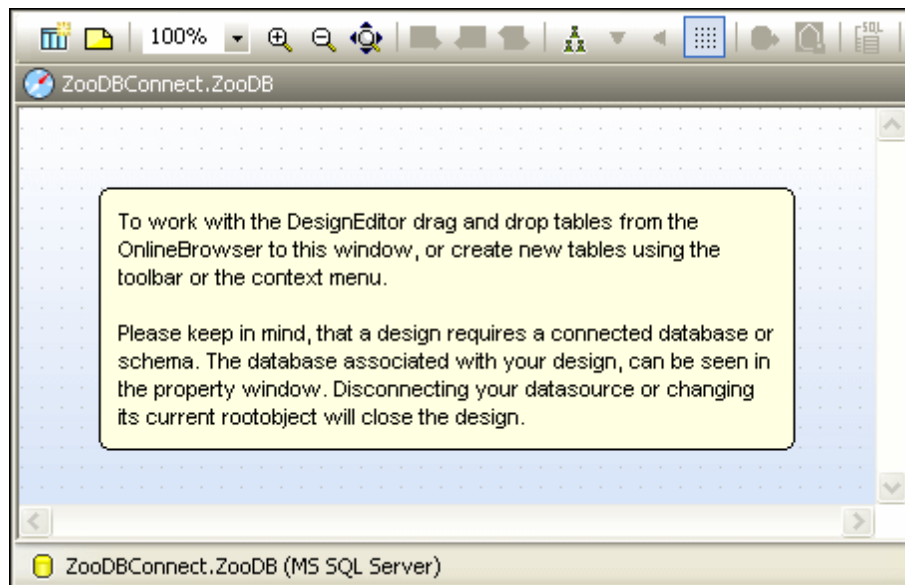 100%
SQL
ZooDBConnect.ZooDB
To work with the DesignEditor drag and drop tables from the
OnlineBrowser to this window, or create new tables using the
toolbar or the context menu.
Please keep in mind, that a design requires a connected database or
schema. The database associated with your design, can be seen in
the property window. Disconnecting your datasource or changing
its current rootobject will close the design.
ZooDBConnect.ZooDB (MS SQL Server)